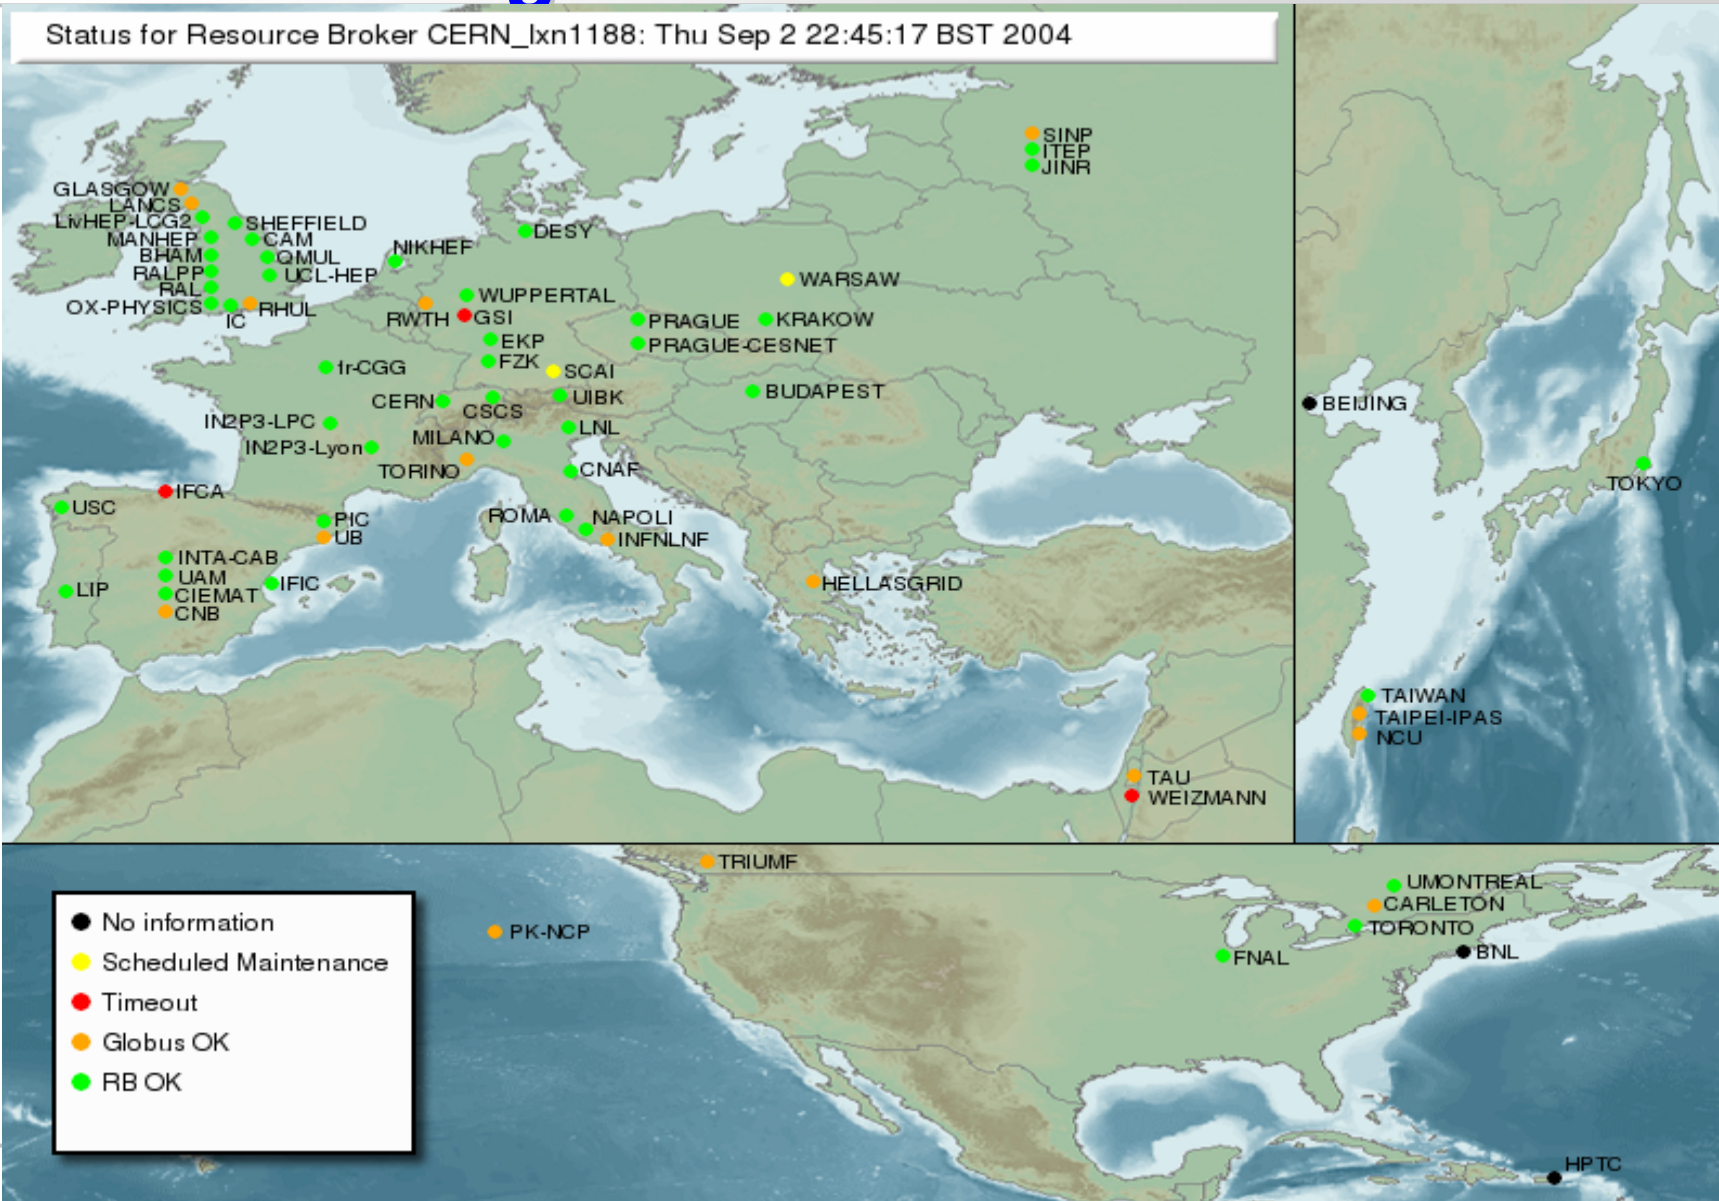 Status for Resource Broker CERN_lxn1188: Thu Sep 2 22:45:17 BST 2004
SINP
ITEP
JINR
GLASGOW
LANCS
LivHEP-LCG2
SHEFFIELD
MANHEP
CAM
BHAM
QMUL
RALPP
UCL-HEP
RAL
OX-PHYSICS
IC
RHUL
NIKHEF
DESY
WARSAW
WUPPERTAL
RWTH
GSI
PRAGUE
KRAKOW
EKP
PRAGUE-CESNET
FZK
fr-CGG
SCAI
CERN
CSCS
UIBK
BUDAPEST
IN2P3-LPC
LNL
MILANO
IN2P3-Lyon
TORINO
CNAF
IFCA
USC
PIC
UB
ROMA
NAPOLI
INFNLNF
INTA-CAB
UAM
IFIC
CIEMAT
LIP
CNB
HELLASGRID
TAU
WEIZMANN
BEIJING
TOKYO
TAIWAN
TAIPEI-IPAS
NCU
TRIUMF
UMONTREAL
CARLETON
TORONTO
BNL
FNAL
PK-NCP
HPTC
No information
Scheduled Maintenance
Timeout
Globus OK
RB OK